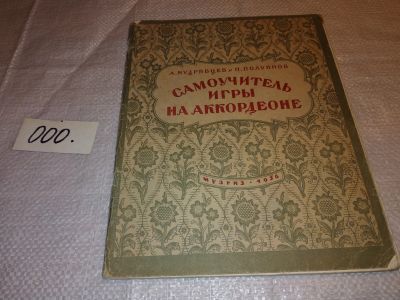 А. КУДРЯВЦЕВ и П. ПОЛУЯНОВ
САМОУЧИТЕЛЬ
ИГРЫ
НА АККОРДЕОНЕ
МУЗГИЗ · 1956
000.